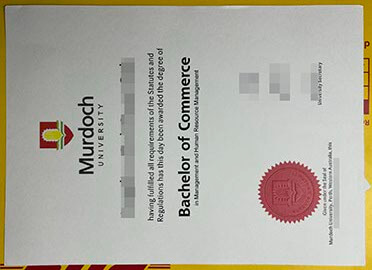 Murdoch
UNIVERSITY
having fulfilled all requirements of the Statutes and
Regulations has this day been awarded the degree of
Bachelor of Commerce
in Management and Human Resource Management
University Secretary
Given under the Seal of
Murdoch University, Perth, Western Australia, this